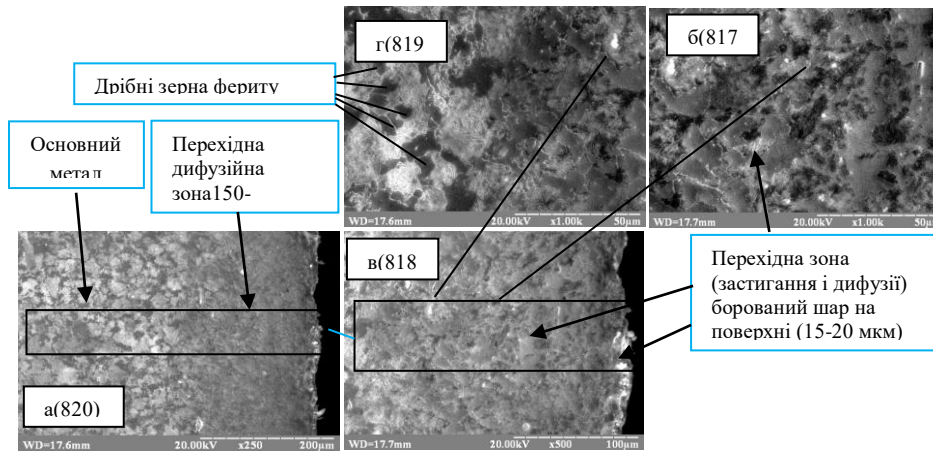 г(819
б(817
Дрібні зерна фериту
Основний
метал
Перехідна
дифузійна
зона150-
WD=17.6mm 20.00kV x1.00k 50µm
WD=17.7mm 20.00kV x1.00k 50µm
в(818
Перехідна зона
(застигання і дифузії)
борований шар на
поверхні (15-20 мкм)
а(820)
WD=17.6mm 20.00kV x250 200µm
WD=17.7mm 20.00kV x500 100µm